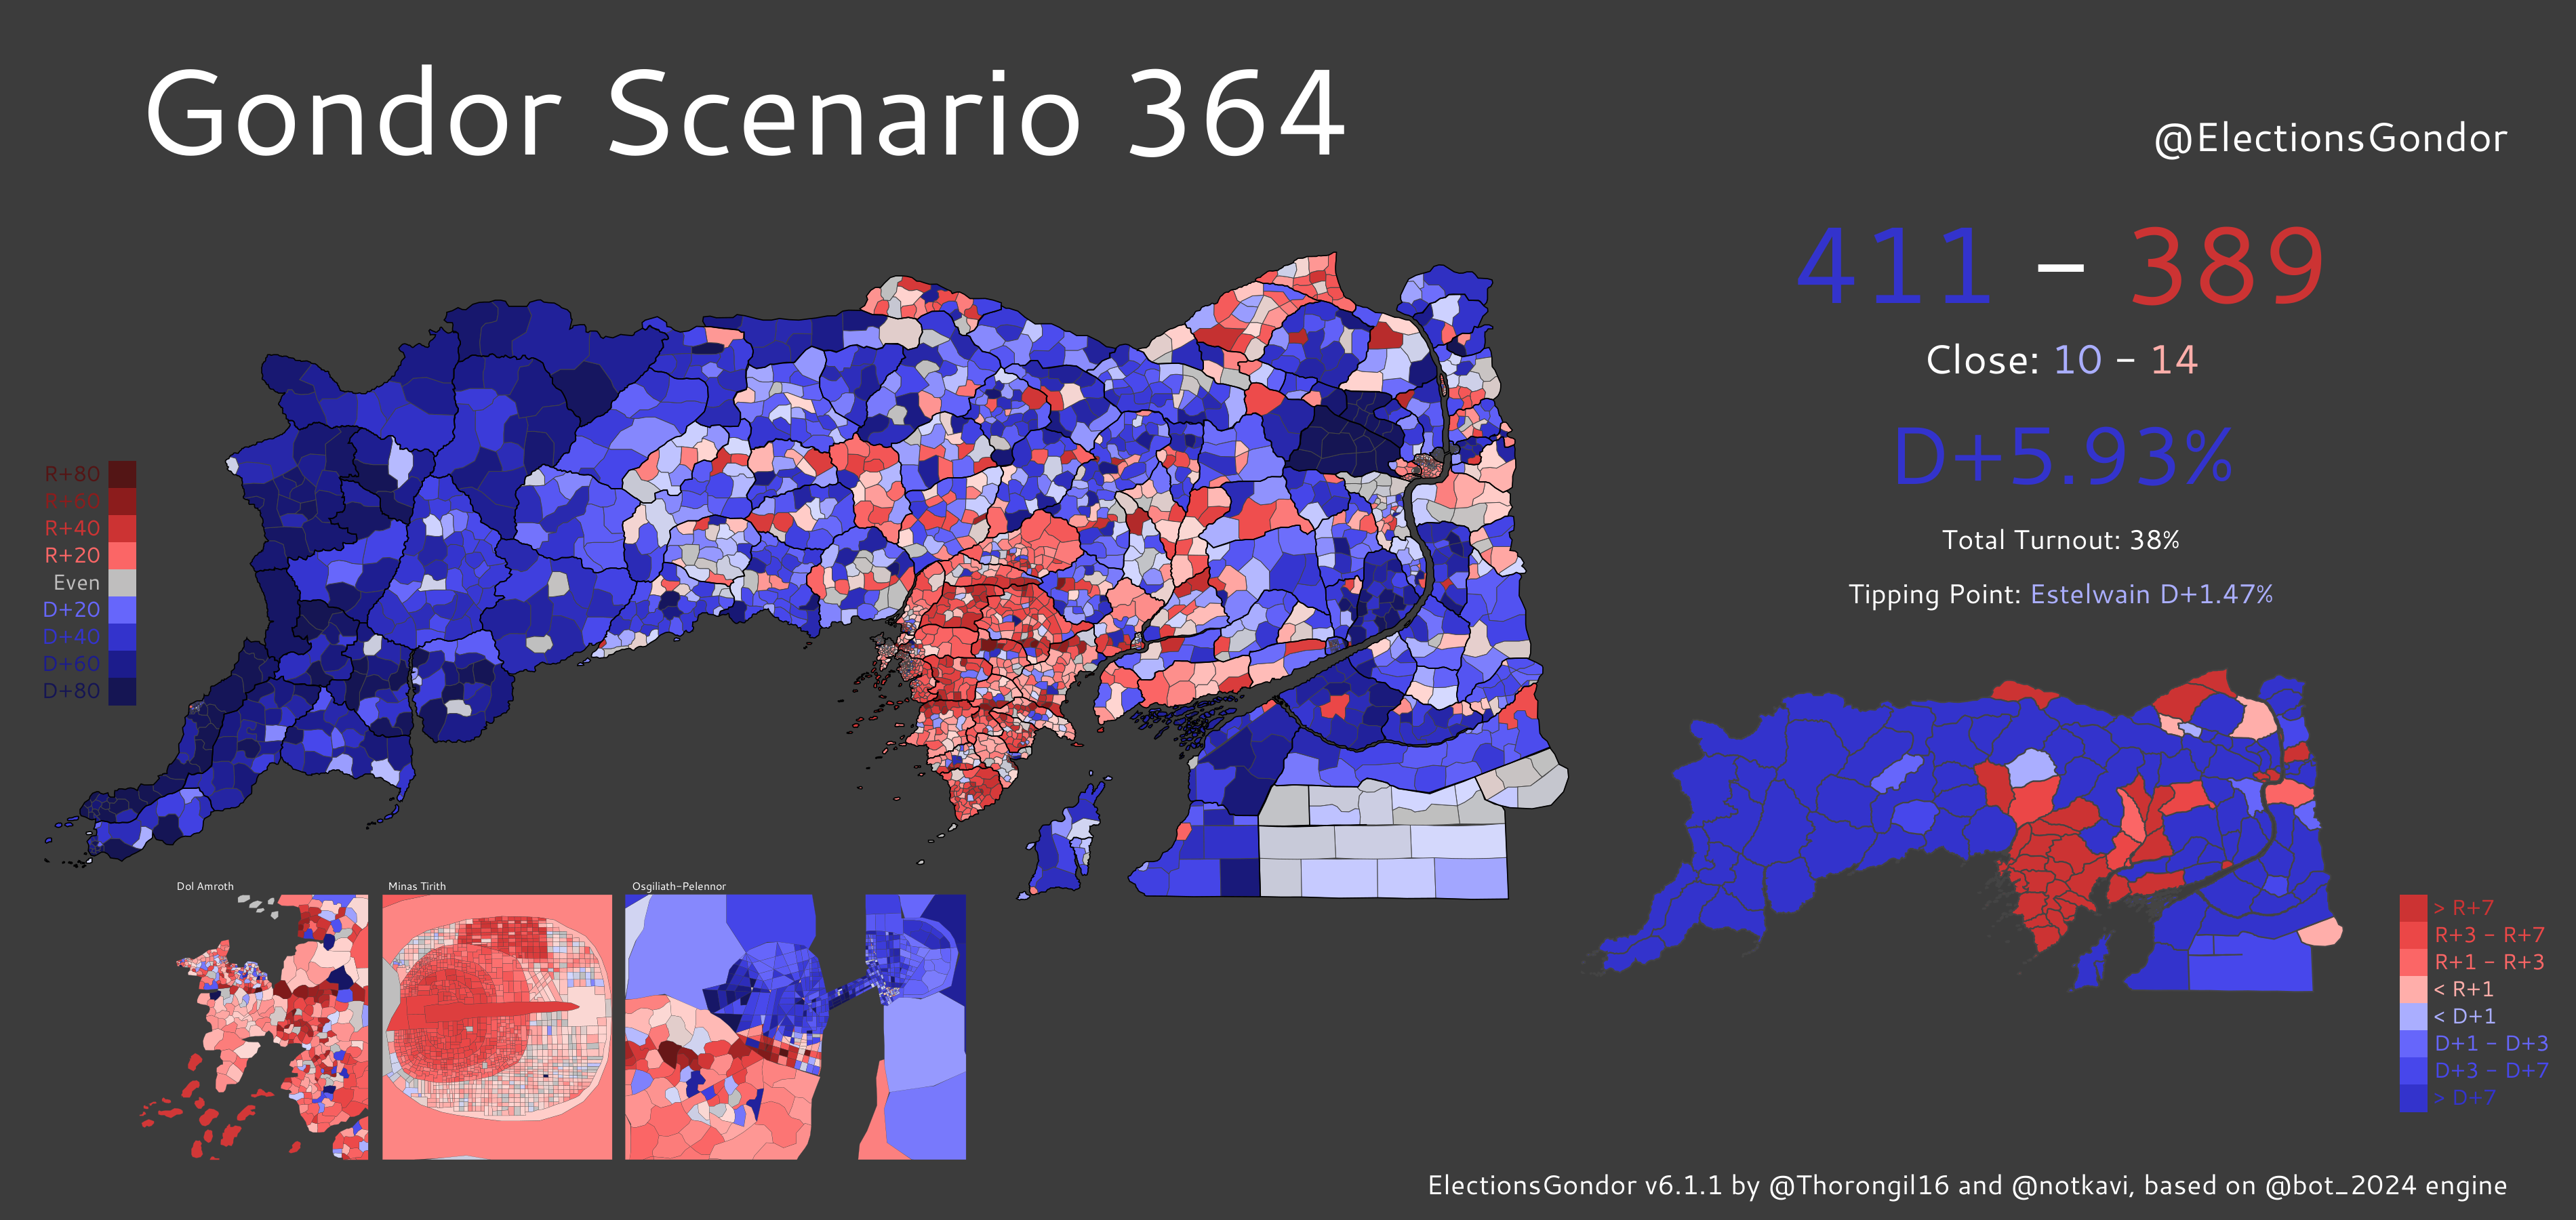 Gondor Scenario 364
@ElectionsGondor
411 – 389
Close: 10 - 14
D+5.93%
Total Turnout: 38%
Tipping Point: Estelwain D+1.47%
R+80
R+60
R+40
R+20
Even
D+20
D+40
D+60
D+80
Dol Amroth
Minas Tirith
Osgiliath-Pelennor
> R+7
R+3 - R+7
R+1 - R+3
< R+1
< D+1
D+1 - D+3
D+3 - D+7
> D+7
ElectionsGondor v6.1.1 by @Thorongil16 and @notkavi, based on @bot_2024 engine